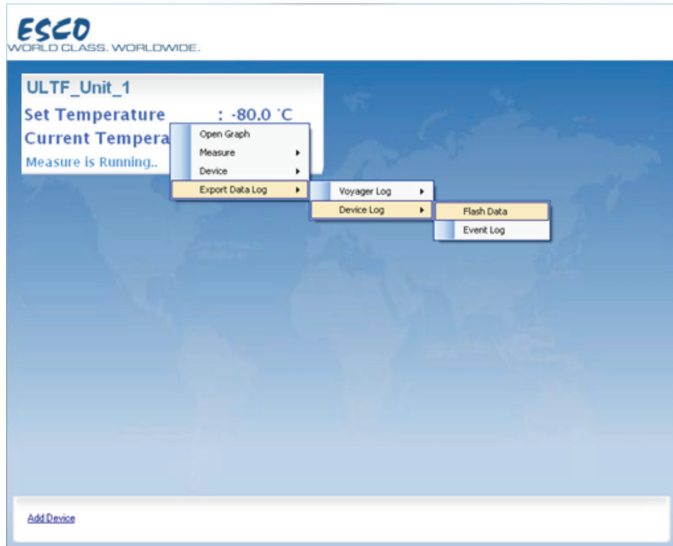 ESCO
WORLD CLASS. WORLDWIDE.
ULTF_Unit_1
Set Temperature : -80.0 °C
Current Tempera
Measure is Running..
Open Graph
Measure
Device
Export Data Log
Voyager Log
Device Log
Flash Data
Event Log
Add Device